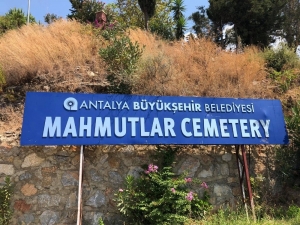 ANTALYA BÜYÜKŞEHİR BELEDİYESİ
MAHMUTLAR CEMETERY